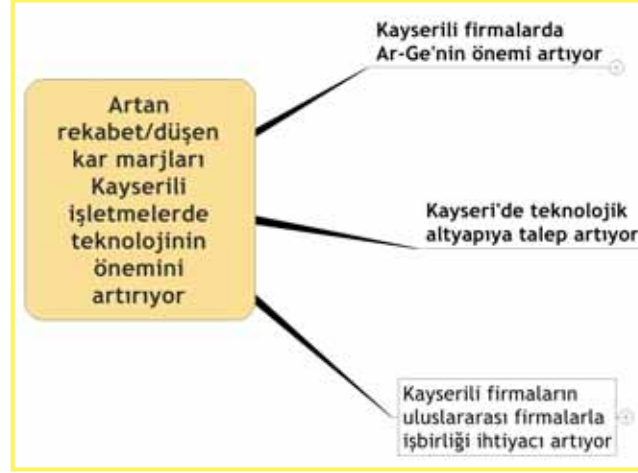 Artan
rekabet/düşen
kar marjları
Kayserili
işletmelerde
teknolojinin
önemini
artırıyor
Kayserili firmalarda
Ar-Ge'nin önemi artıyor
Kayseri'de teknolojik
altyapıya talep artıyor
Kayserili firmaların
uluslararası firmalarla
işbirliği ihtiyacı artıyor